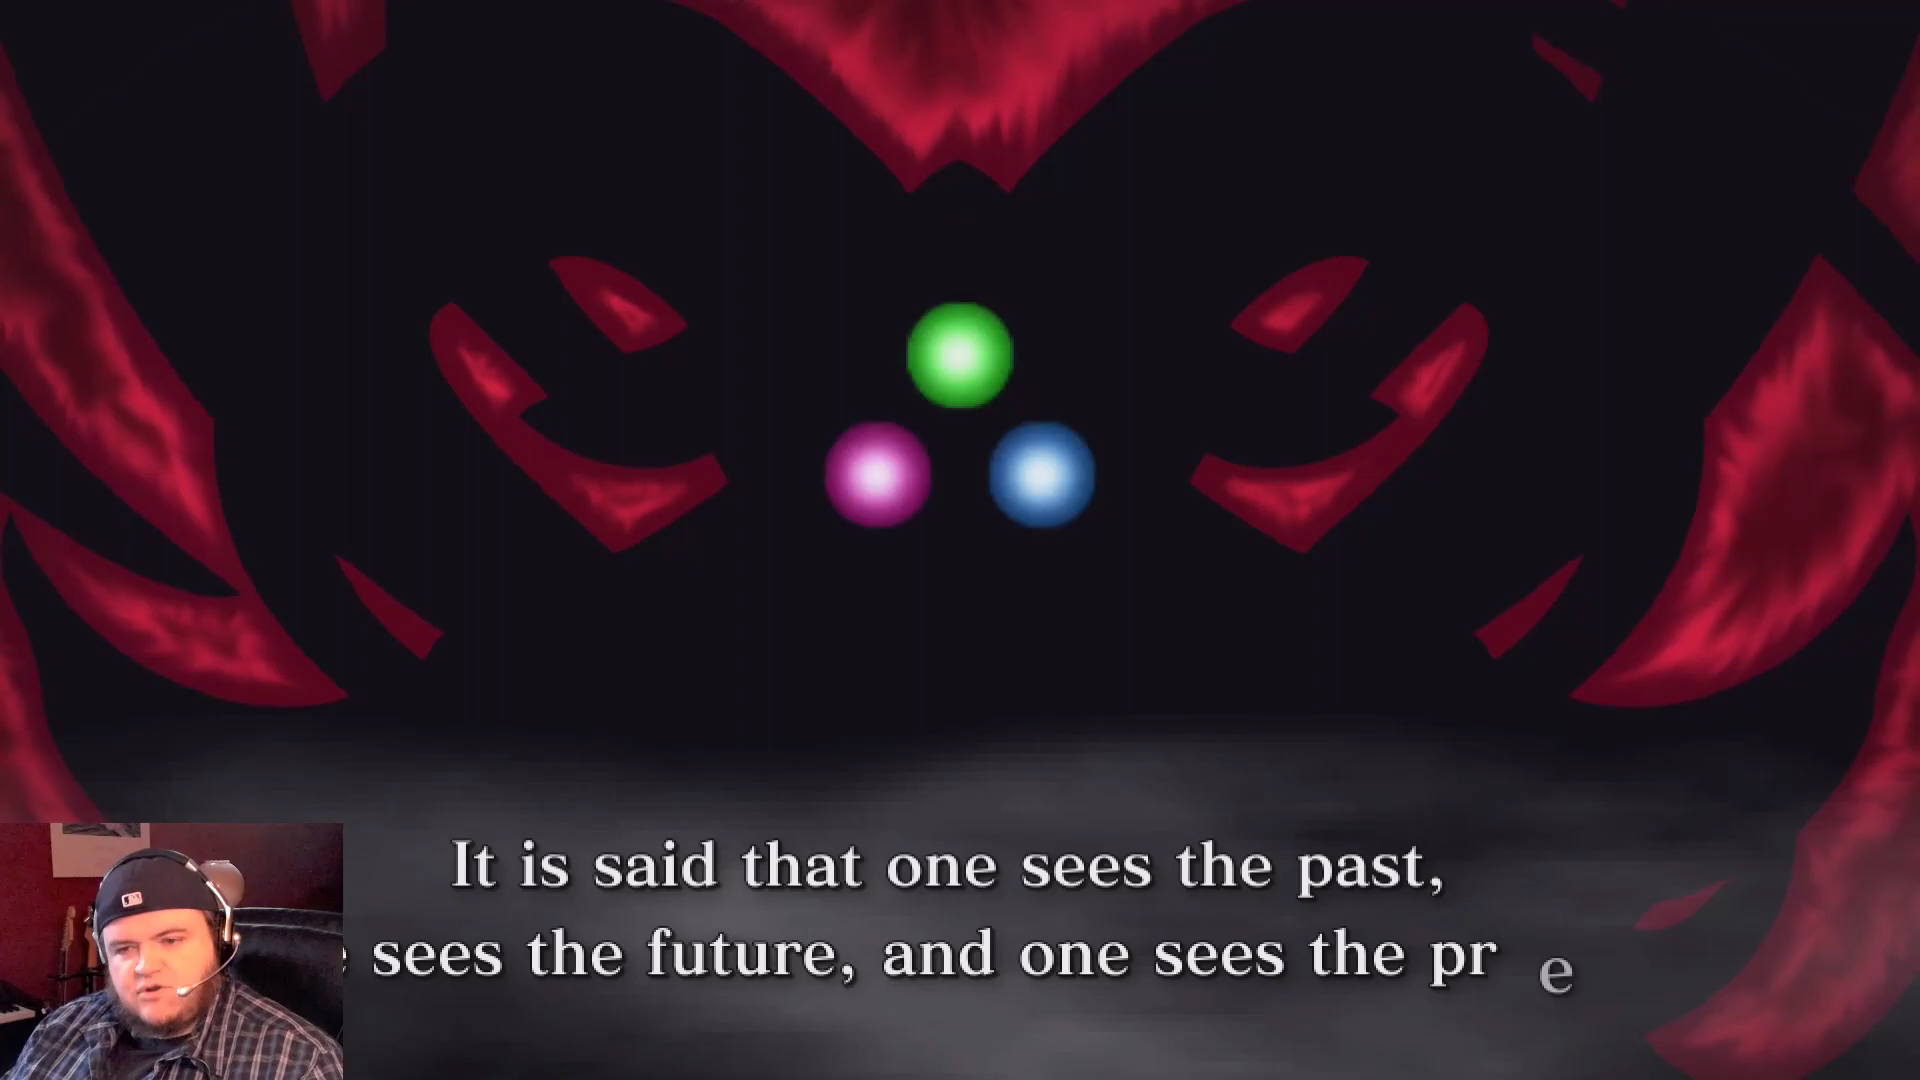 It is said that one sees the past,
sees the future, and one sees the pr e